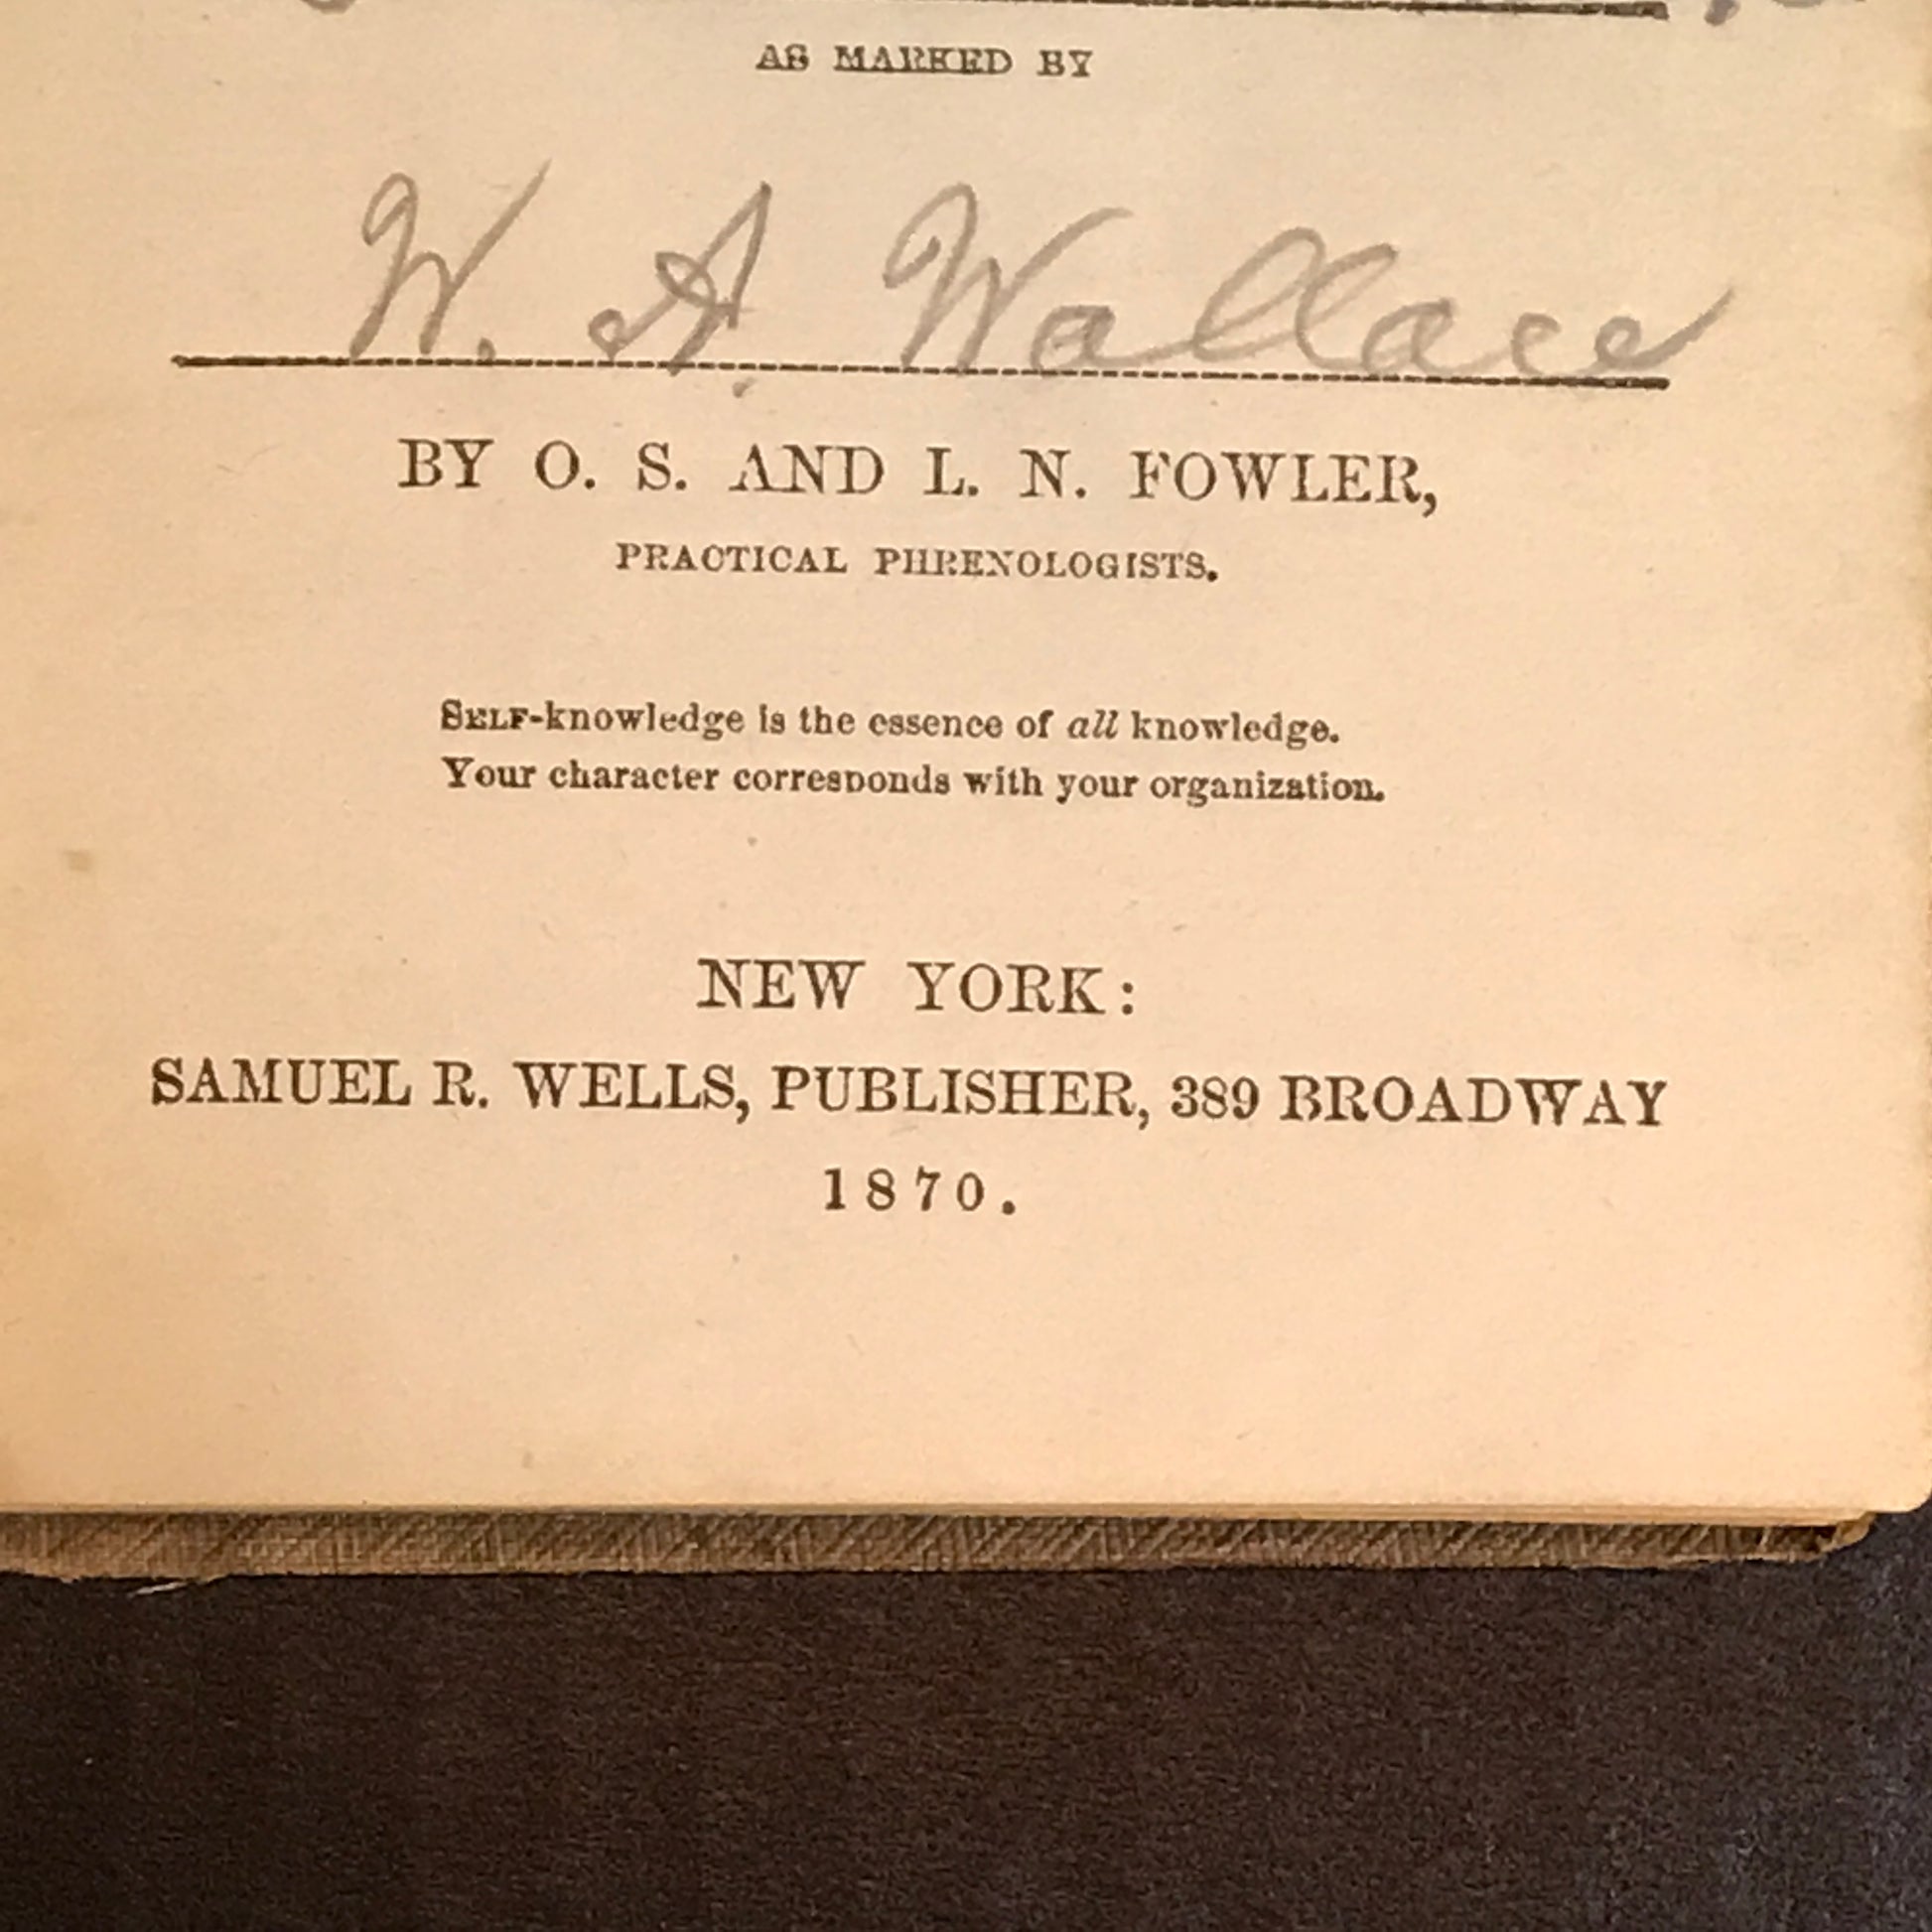 AS MARKED BY
W. A. Wallace
BY O. S. AND L. N. FOWLER,
PRACTICAL PHRENOLOGISTS.
SELF-knowledge is the essence of all knowledge.
Your character corresponds with your organization.
NEW YORK:
SAMUEL R. WELLS, PUBLISHER, 389 BROADWAY
1870.